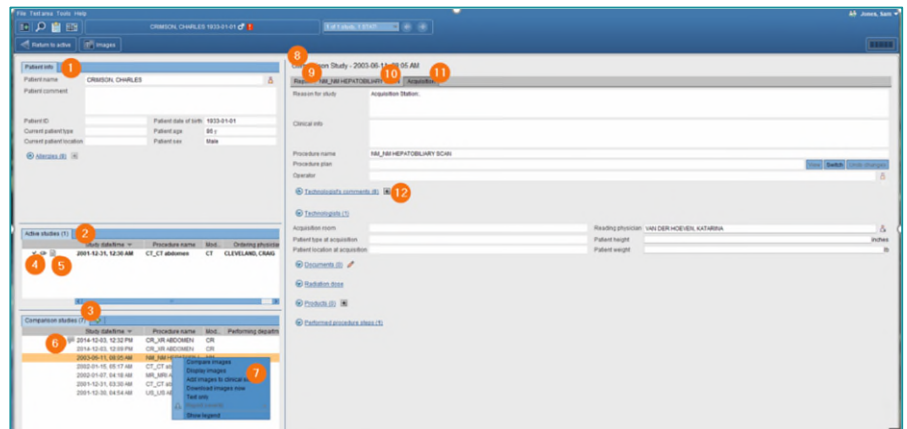 File Text area Tools Help
Jones, Sam
CRIMSON, CHARLES 1933-01-01
1 of 1 steps, 1 STAT
Return to active
Images
Patient info
1
Patient name
CRIMSON, CHARLES
Patient comment
Patient ID
Patient date of birth 1933-01-01
Current patient type
Patient age
Current patient location
Patient sex
Male
Allergies (0)
Active studies (1)
2
Study date/time
Procedure name
Mod...
Ordering physicia
4
5
2001-12-31, 12:30 AM
CT_CT abdomen
CT
CLEVELAND, CRAIG
3
Comparison studies (7)
Study date/time
Procedure name
Mod...
Performing departm
6
2014-12-03, 12:32 PM
CR_XR ABDOMEN
CR
2014-12-03, 12:09 PM
CR_XR ABDOMEN
CR
2003-06-11, 08:05 AM
2002-01-15, 05:17 AM
2002-01-07, 04:18 AM
2001-12-31, 03:30 AM
2001-12-30, 04:54 AM
Compare images
Display images
7
Add images to clinical
Download images now
Text only
Show legend
8
Study - 2003-06-11, 08:05 AM
9
10
11
NM_NM HEPATOBILIARY
Acquisition
Reason for study
Acquisition Station.
Clinical info
Procedure name
NM_NM HEPATOBILIARY SCAN
Procedure plan
View
Switch
Undo changes
Operator
Technologist's comments (0)
12
Technologists (1)
Acquisition room
Reading physician VAN DER HOEVEN, KATARINA
Patient type at acquisition
Patient height
inches
Patient location at acquisition
Patient weight
lb
Documents (0)
Radiation dose
Products (0)
Performed procedure steps (1)